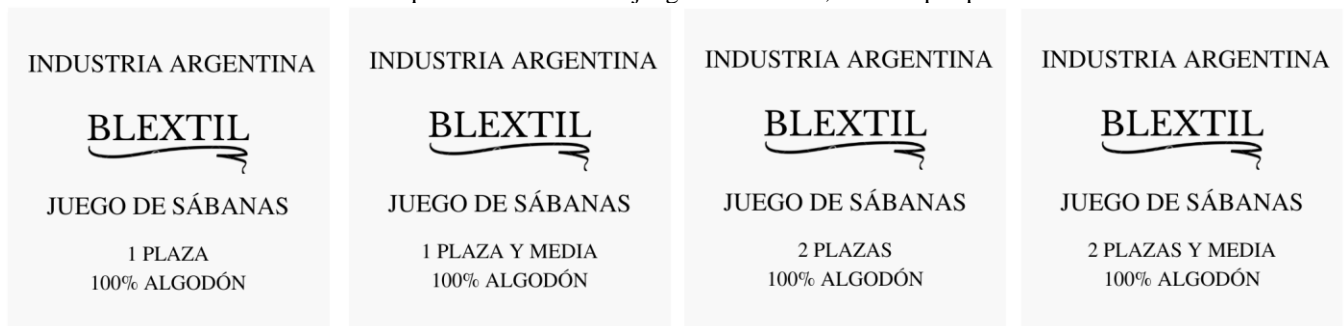 INDUSTRIA ARGENTINA
BLEXTIL
JUEGO DE SÁBANAS
1 PLAZA
100% ALGODÓN
INDUSTRIA ARGENTINA
BLEXTIL
JUEGO DE SÁBANAS
1 PLAZA Y MEDIA
100% ALGODÓN
INDUSTRIA ARGENTINA
BLEXTIL
JUEGO DE SÁBANAS
2 PLAZAS
100% ALGODÓN
INDUSTRIA ARGENTINA
BLEXTIL
JUEGO DE SÁBANAS
2 PLAZAS Y MEDIA
100% ALGODÓN